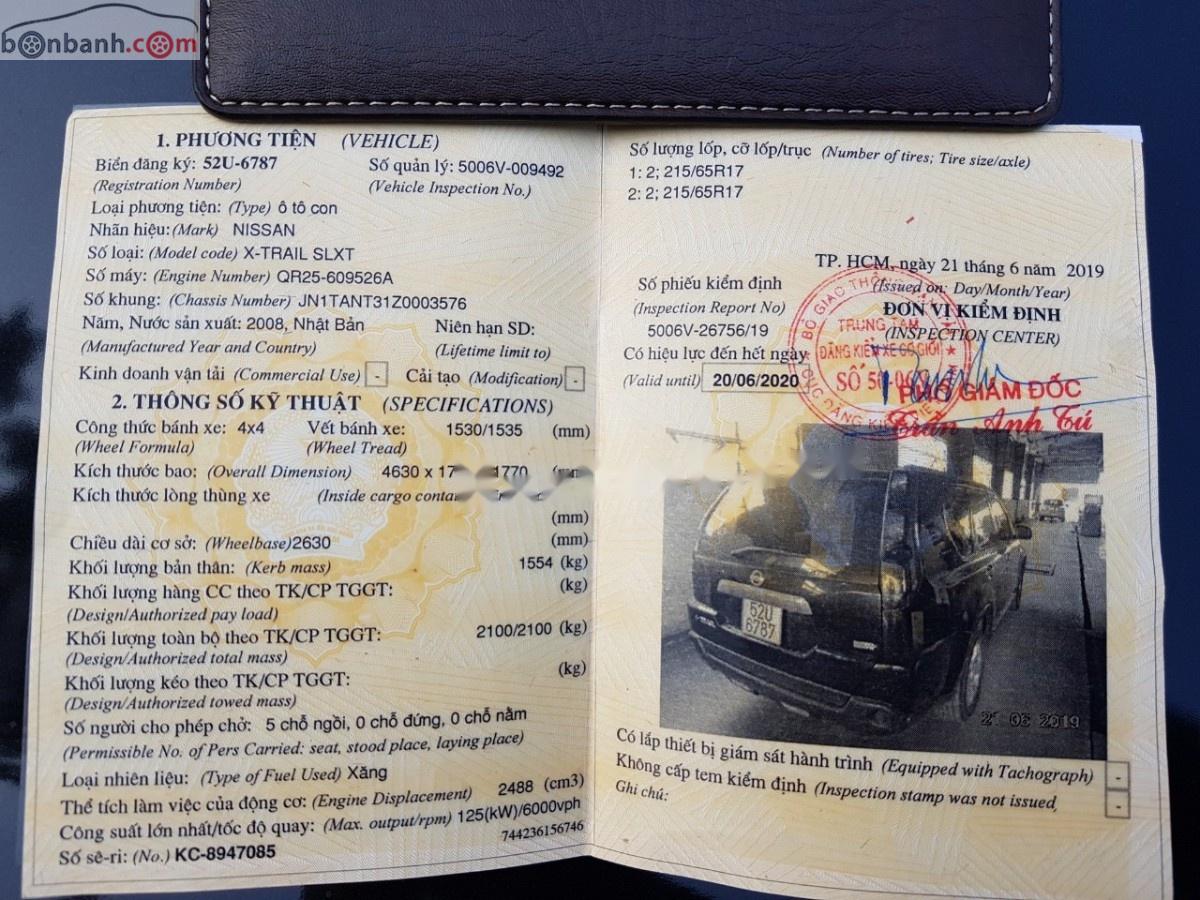 bonbanh.com
1. PHƯƠNG TIỆN (VEHICLE)
Biển đăng ký: 52U-6787 Số quản lý: 5006V-009492
(Registration Number) (Vehicle Inspection No.)
Loại phương tiện: (Type) ô tô con
Nhãn hiệu: (Mark) NISSAN
Số loại: (Model code) X-TRAIL SLXT
Số máy: (Engine Number) QR25-609526A
Số khung: (Chassis Number) JN1TANT31Z0003576
Năm, Nước sản xuất: 2008, Nhật Bản Niên hạn SD:
(Manufactured Year and Country) (Lifetime limit to)
Kinh doanh vận tải (Commercial Use) - Cải tạo (Modification) -
2. THÔNG SỐ KỸ THUẬT (SPECIFICATIONS)
Công thức bánh xe: 4x4 Vết bánh xe: 1530/1535 (mm)
(Wheel Formula) (Wheel Tread)
Kích thước bao: (Overall Dimension) 4630 x 17 1770 (mm)
Kích thước lòng thùng xe (Inside cargo
(mm)
Chiều dài cơ sở: (Wheelbase)2630 (mm)
Khối lượng bản thân: (Kerb mass) 1554 (kg)
Khối lượng hàng CC theo TK/CP TGGT: (kg)
(Design/Authorized pay load)
Khối lượng toàn bộ theo TK/CP TGGT: 2100/2100 (kg)
(Design/Authorized total mass)
Khối lượng kéo theo TK/CP TGGT: (kg)
(Design/Authorized towed mass)
Số người cho phép chở: 5 chỗ ngồi, 0 chỗ đứng, 0 chỗ nằm
(Permissible No. of Pers Carried: seat, stood place, laying place)
Loại nhiên liệu: (Type of Fuel Used) Xăng
Thể tích làm việc của động cơ: (Engine Displacement) 2488 (cm3)
Công suất lớn nhất/tốc độ quay: (Max. output/rpm) 125(kW)/6000vph
744236156746
Số sê-ri: (No.) KC-8947085
Số lượng lốp, cỡ lốp/trục (Number of tires; Tire size/axle)
1: 2; 215/65R17
2: 2; 215/65R17
TP. HCM, ngày 21 tháng 6 năm 2019
(Issued on: Day/Month/Year)
Số phiếu kiểm định
(Inspection Report No)
5006V-26756/19
ĐƠN VỊ KIỂM ĐỊNH
(INSPECTION CENTER)
Có hiệu lực đến hết ngày
(Valid until) 20/06/2020
TRUNG TÂM
ĐĂNG KIỂM XE CƠ GIỚI
PHÓ GIÁM ĐỐC
Trần Anh Tú
52U
6787
21 06 2019
Có lắp thiết bị giám sát hành trình (Equipped with Tachograph) -
Không cấp tem kiểm định (Inspection stamp was not issued) -
Ghi chú: